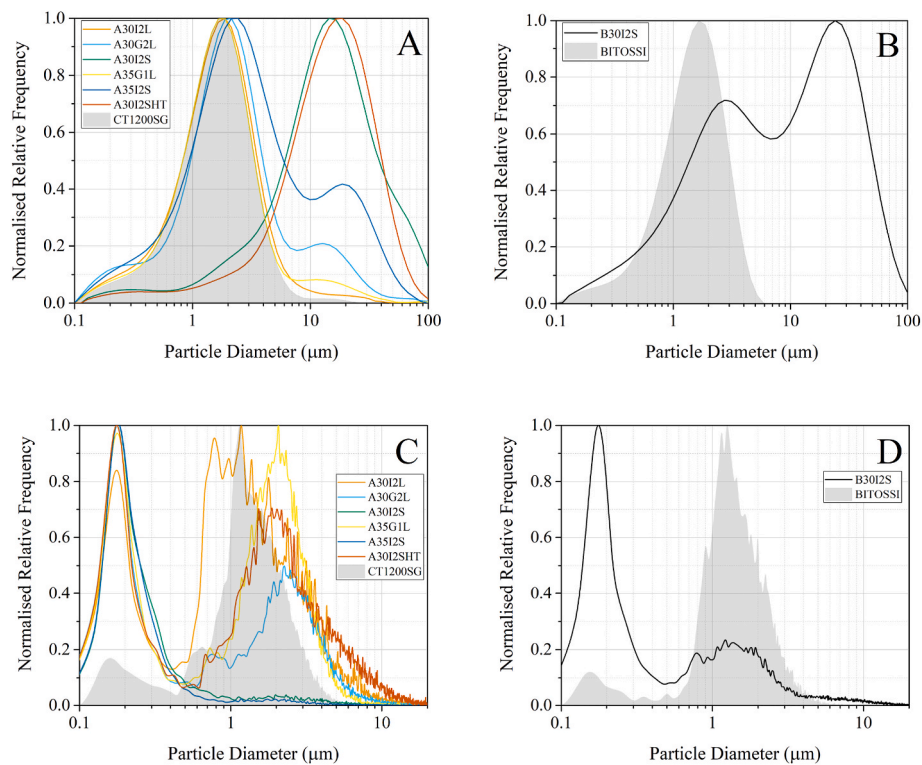 A
Normalised Relative Frequency
1.0
0.8
0.6
0.4
0.2
0.0
A30I2L
A30G2L
A30I2S
A35G1L
A35I2S
A30I2SHT
CT1200SG
0.1
1
10
100
Particle Diameter (μm)
B
Normalised Relative Frequency
1.0
0.8
0.6
0.4
0.2
0.0
B30I2S
BITOSSI
0.1
1
10
100
Particle Diameter (μm)
C
Normalised Relative Frequency
1.0
0.8
0.6
0.4
0.2
0.0
A30I2L
A30G2L
A30I2S
A35G1L
A35I2S
A30I2SHT
CT1200SG
0.1
1
10
Particle Diameter (μm)
D
Normalised Relative Frequency
1.0
0.8
0.6
0.4
0.2
0.0
B30I2S
BITOSSI
0.1
1
10
Particle Diameter (μm)